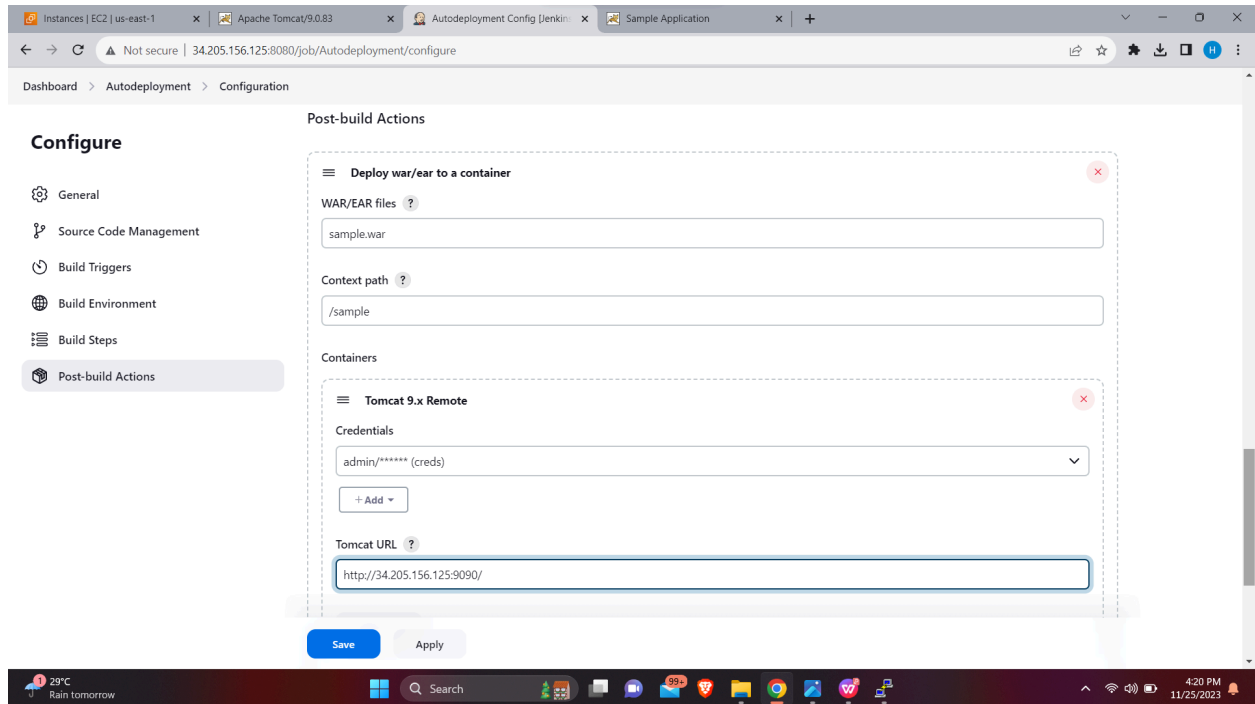 Instances | EC2 | us-east-1
Apache Tomcat/9.0.83
Autodeployment Config [Jenkins
Sample Application
Not secure | 34.205.156.125:8080/job/Autodeployment/configure
H
Dashboard > Autodeployment > Configuration
Configure
General
Source Code Management
Build Triggers
Build Environment
Build Steps
Post-build Actions
Post-build Actions
Deploy war/ear to a container
WAR/EAR files ?
sample.war
Context path ?
/sample
Containers
Tomcat 9.x Remote
Credentials
admin/****** (creds)
+ Add
Tomcat URL ?
http://34.205.156.125:9090/
Save
Apply
1
29°C
Rain tomorrow
Search
99+
4:20 PM
11/25/2023